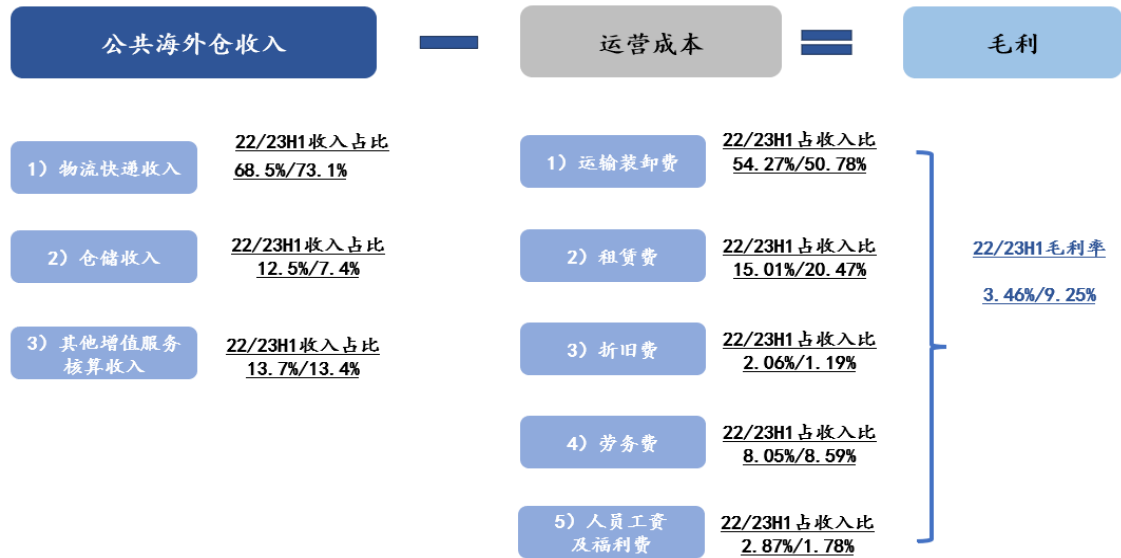 公共海外仓收入
运营成本
毛利
1) 物流快递收入
22/23H1收入占比
68.5%/73.1%
2) 仓储收入
22/23H1收入占比
12.5%/7.4%
3) 其他增值服务
核算收入
22/23H1收入占比
13.7%/13.4%
1) 运输装卸费
22/23H1占收入比
54.27%/50.78%
2) 租赁费
22/23H1占收入比
15.01%/20.47%
3) 折旧费
22/23H1占收入比
2.06%/1.19%
4) 劳务费
22/23H1占收入比
8.05%/8.59%
5) 人员工资
及福利费
22/23H1占收入比
2.87%/1.78%
22/23H1毛利率
3.46%/9.25%